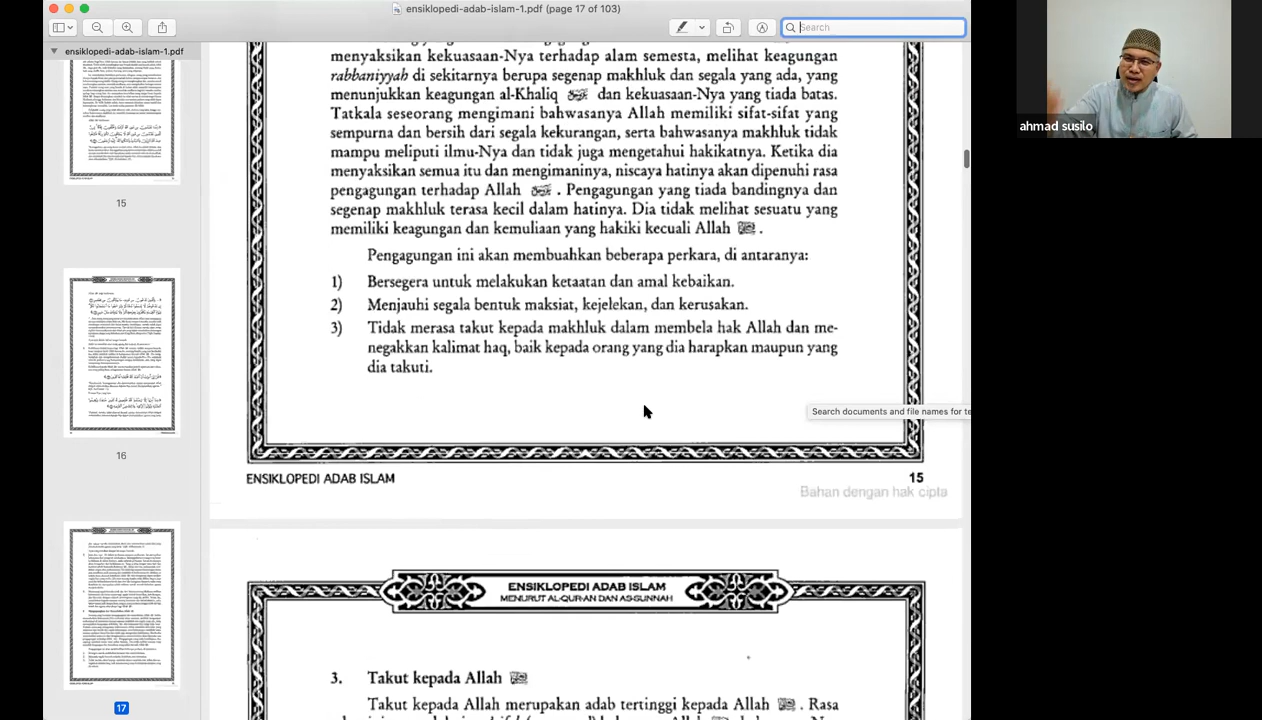 ensiklopedi-adab-islam-1.pdf (page 17 of 103)
Search
ensiklopedi-adab-islam-1.pdf
15
16
17
menyaksikan kekuasaan-Nya terhadap alam semesta, melihat keagungan
rabbaniyyah di sekitarnya berupa segenap makhluk dan segala yang ada, yang
menunjukkan keagungan al-Khaliq dan kekuasaan-Nya yang tiada batas.
Tatkala seseorang mengimani bahwasanya Allah memiliki sifat-sifat yang
sempurna dan bersih dari segala kekurangan, serta bahwasanya makhluk tidak
mampu meliputi ilmu-Nya dan tidak juga mengetahui hakikatnya. Ketika dia
menyaksikan semua itu dan mengimaninya, niscaya hatinya akan dipenuhi rasa
pengagungan terhadap Allah . Pengagungan yang tiada bandingnya dan
segenap makhluk terasa kecil dalam hatinya. Dia tidak melihat sesuatu yang
memiliki keagungan dan kemuliaan yang hakiki kecuali Allah .
Pengagungan ini akan membuahkan beberapa perkara, di antaranya:
1) Bersegera untuk melakukan ketaatan dan amal kebaikan.
2) Menjauhi segala bentuk maksiat, kejelekan, dan kerusakan.
3) Tidak merasa takut kepada makhluk dalam membela hak Allah dan me-
negakkan kalimat haq, baik kepada orang yang dia harapkan maupun yang
dia takuti.
Search documents and file names for te
ENSIKLOPEDI ADAB ISLAM 15
Bahan dengan hak cipta
ENSIKLOPEDI ADAB ISLAM
MENURUT AL-QUR'AN DAN AS-SUNNAH
3. Takut kepada Allah
Takut kepada Allah merupakan adab tertinggi kepada Allah . Rasa
ahmad susilo